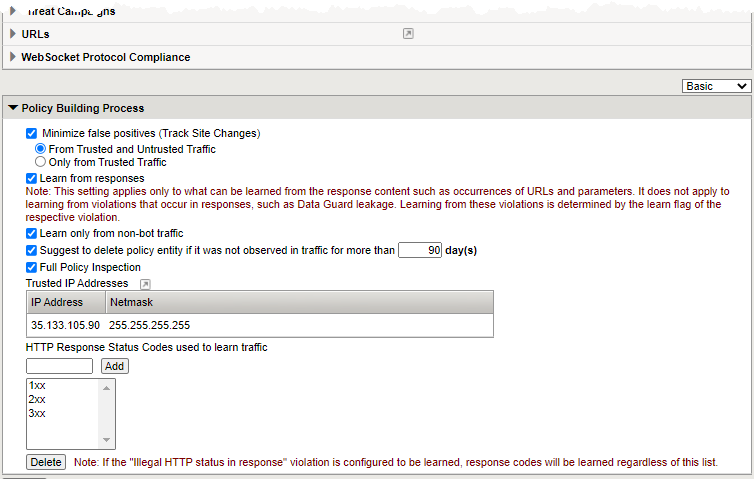 URLs
WebSocket Protocol Compliance
Basic
Policy Building Process
Minimize false positives (Track Site Changes)
From Trusted and Untrusted Traffic
Only from Trusted Traffic
Learn from responses
Note: This setting applies only to what can be learned from the response content such as occurrences of URLs and parameters. It does not apply to
learning from violations that occur in responses, such as Data Guard leakage. Learning from these violations is determined by the learn flag of the
respective violation.
Learn only from non-bot traffic
Suggest to delete policy entity if it was not observed in traffic for more than 90 day(s)
Full Policy Inspection
Trusted IP Addresses
IP Address Netmask
35.133.105.90 255.255.255.255
HTTP Response Status Codes used to learn traffic
Add
1xx
2xx
3xx
Delete Note: If the "Illegal HTTP status in response" violation is configured to be learned, response codes will be learned regardless of this list.